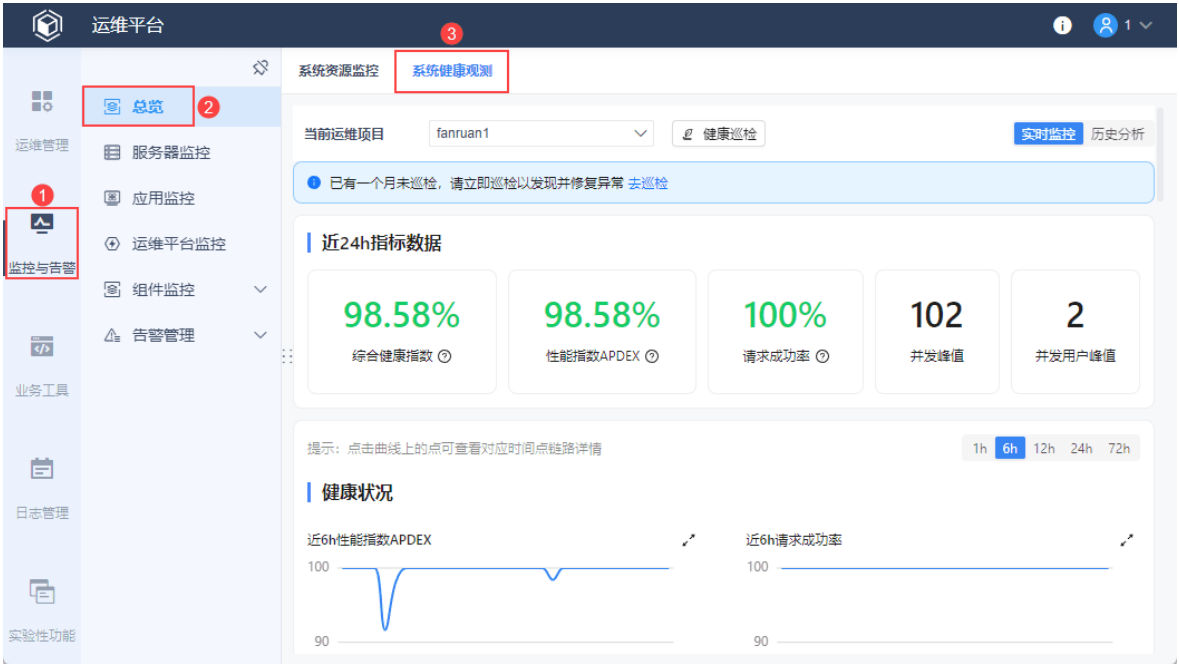 运维平台
1
3
系统资源监控 系统健康观测
总览 2
运维管理
服务器监控
应用监控
1
监控与告警
运维平台监控
组件监控
告警管理
业务工具
日志管理
实验性功能
当前运维项目 fanruan1 健康巡检 实时监控 历史分析
已有一个月未巡检，请立即巡检以发现并修复异常 去巡检
近24h指标数据
98.58% 98.58% 100% 102 2
综合健康指数 性能指数APDEX 请求成功率 并发峰值 并发用户峰值
提示：点击曲线上的点可查看对应时间点链路详情 1h 6h 12h 24h 72h
健康状况
近6h性能指数APDEX 近6h请求成功率
100 100
90 90